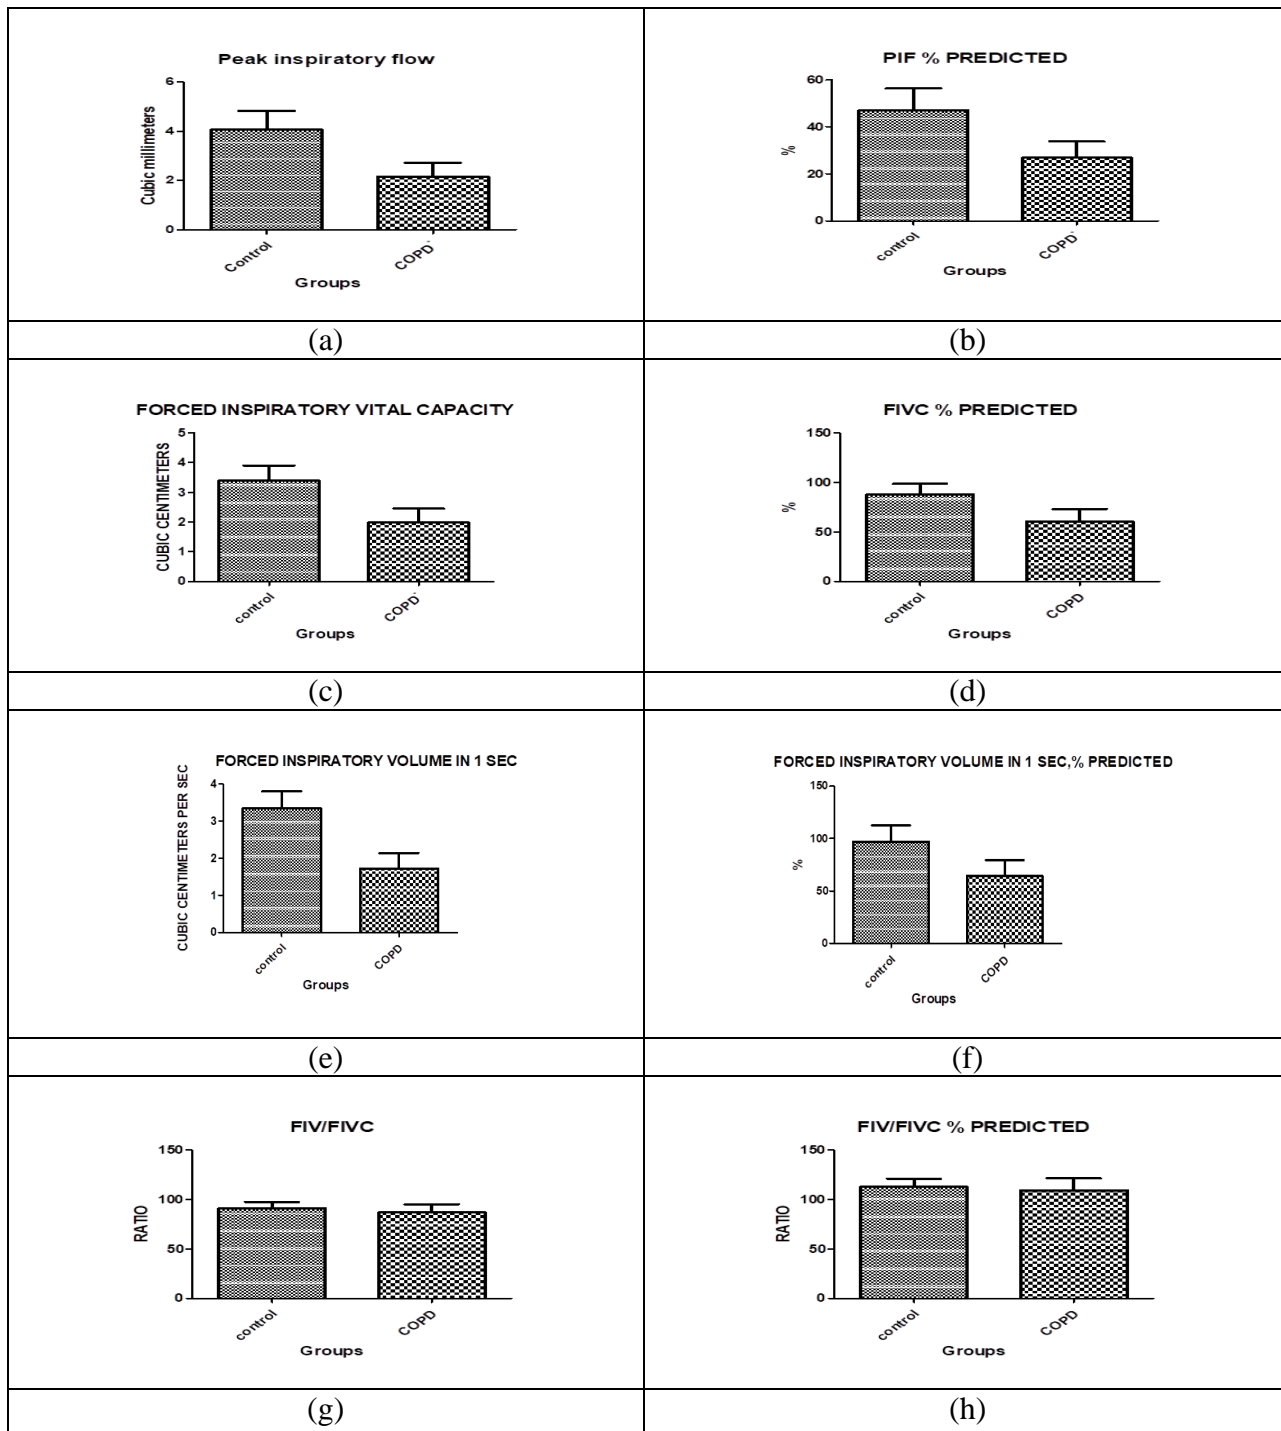 Peak inspiratory flow
Cubic millimeters
6
4
2
0
Control
COPD
Groups
(a)
PIF % PREDICTED
%
60
40
20
0
control
COPD
Groups
(b)
FORCED INSPIRATORY VITAL CAPACITY
CUBIC CENTIMETERS
5
4
3
2
1
0
control
COPD
Groups
(c)
FIVC % PREDICTED
%
150
100
50
0
control
COPD
Groups
(d)
FORCED INSPIRATORY VOLUME IN 1 SEC
CUBIC CENTIMETERS PER SEC
4
3
2
1
0
control
COPD
Groups
(e)
FORCED INSPIRATORY VOLUME IN 1 SEC,% PREDICTED
%
150
100
50
0
control
COPD
Groups
(f)
FIV/FIVC
RATIO
150
100
50
0
control
COPD
Groups
(g)
FIV/FIVC % PREDICTED
RATIO
150
100
50
0
control
COPD
Groups
(h)